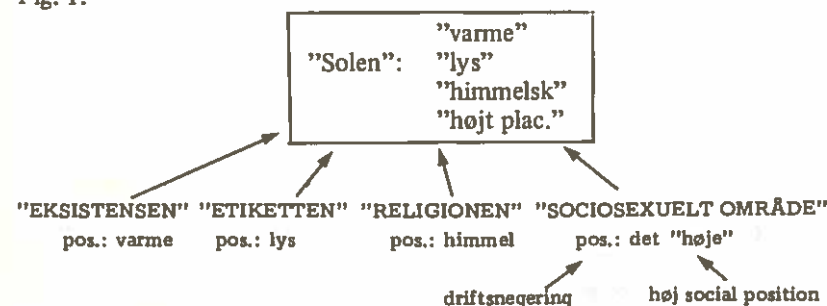 Fig. 1.
"varme"
"Solen": "lys"
"himmelsk"
"højt plac."
"EKSISTENSEN" "ETIKETTEN" "RELIGIONEN" "SOCIOSEXUELT OMRÅDE"
pos.: varme pos.: lys pos.: himmel pos.: det "høje"
driftsnegering høj social position